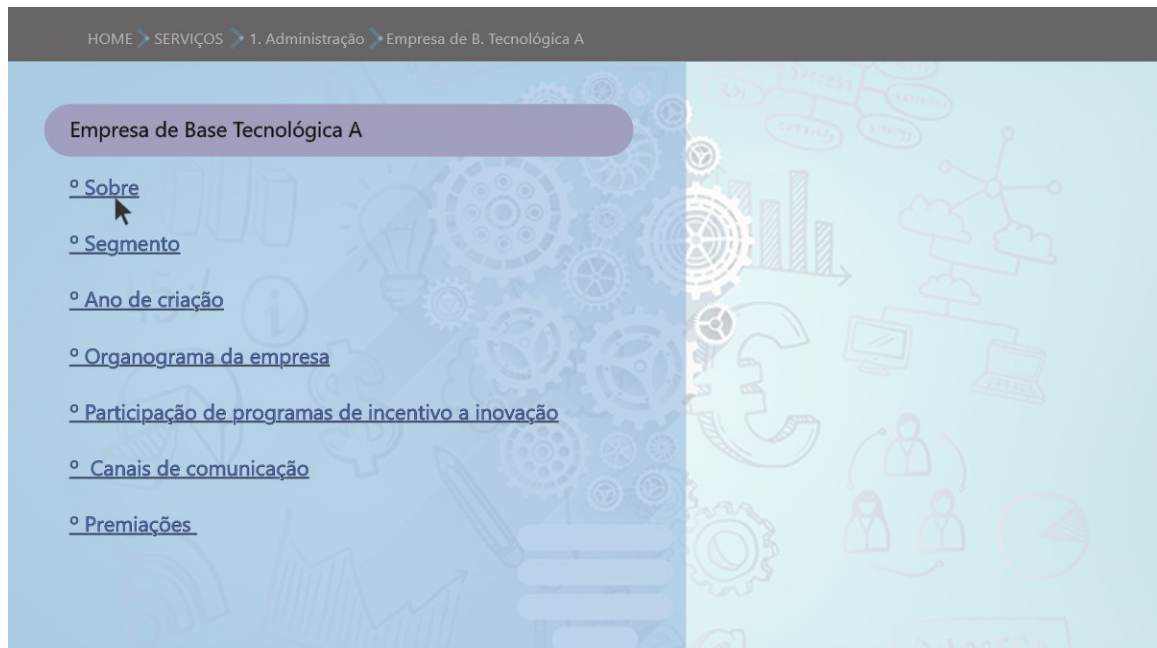 HOME > SERVIÇOS > 1. Administração > Empresa de B. Tecnológica A
Empresa de Base Tecnológica A
º Sobre
º Segmento
º Ano de criação
º Organograma da empresa
º Participação de programas de incentivo a inovação
º Canais de comunicação
º Premiações